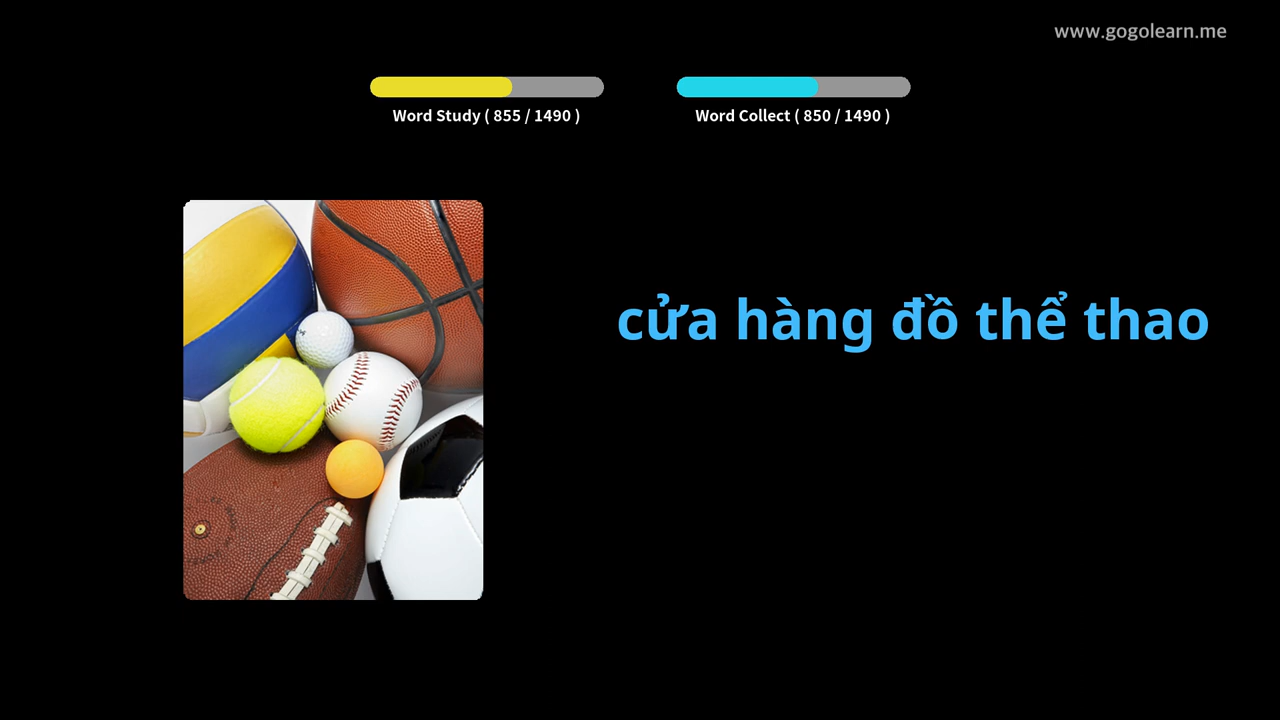 www.gogolearn.me
Word Study ( 855 / 1490 )
Word Collect ( 850 / 1490 )
cửa hàng đồ thể thao